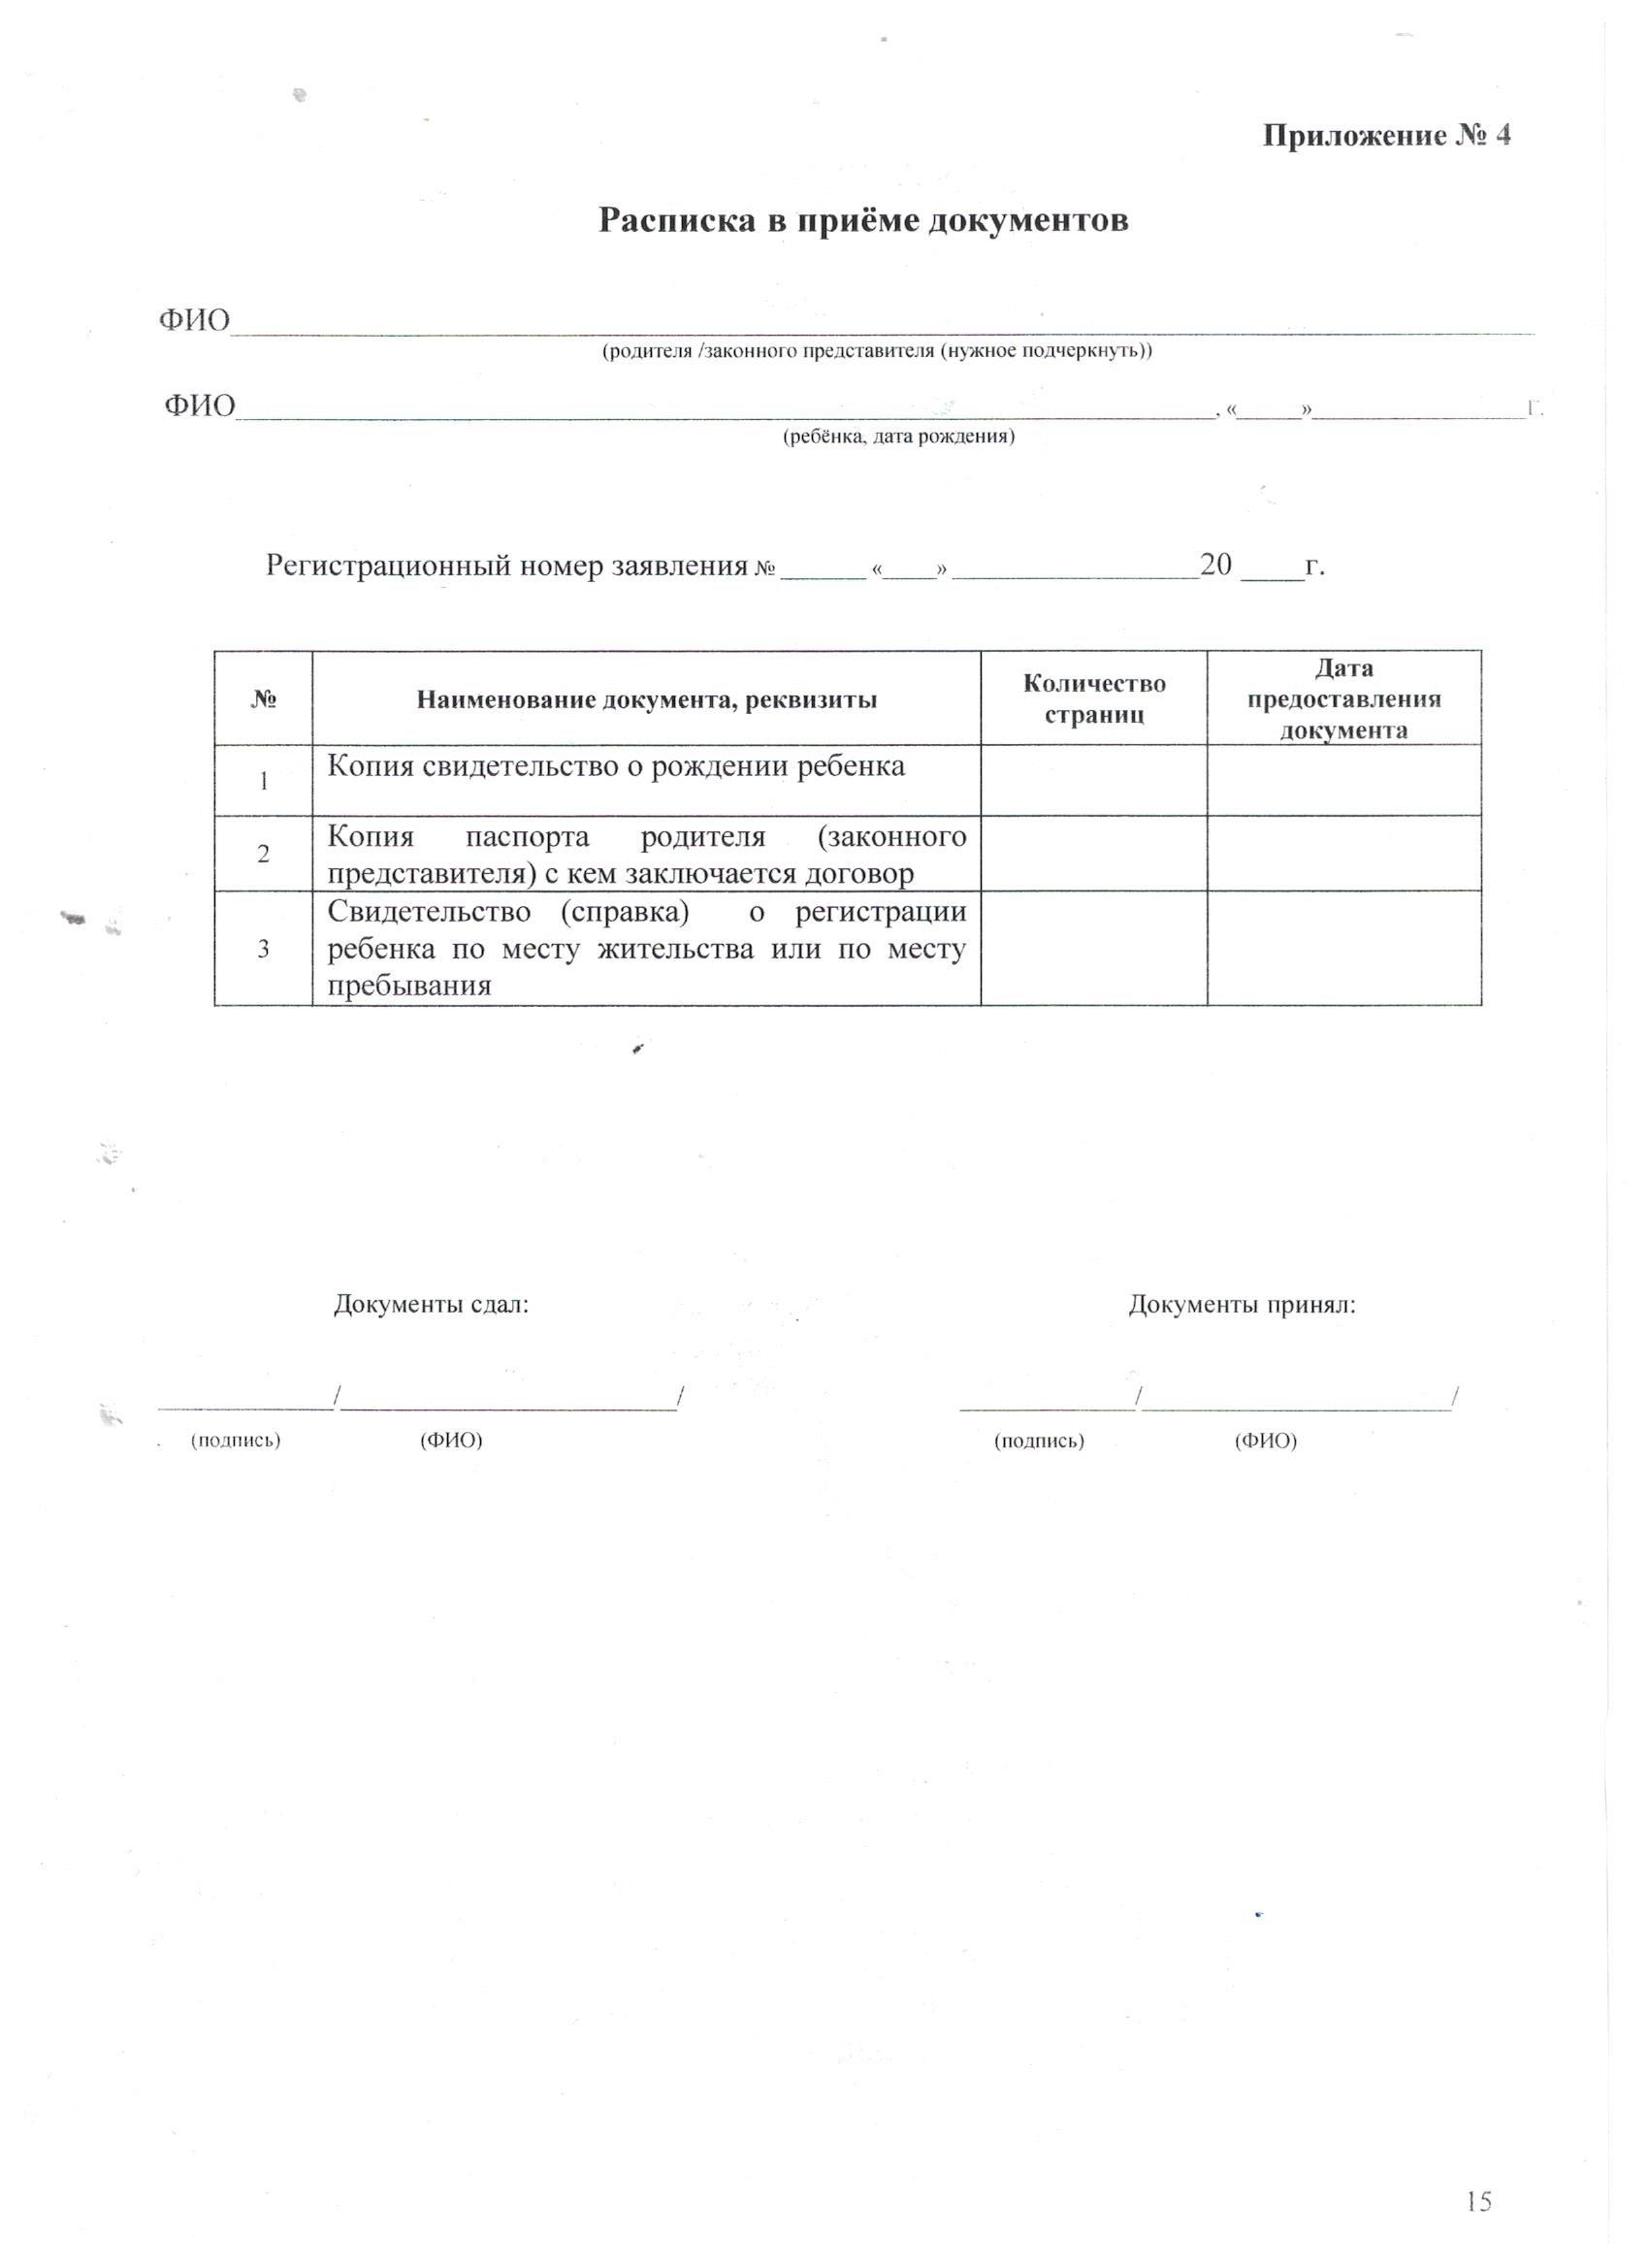 Приложение № 4
Расписка в приёме документов
ФИО
(родителя /законного представителя (нужное подчеркнуть))
ФИО , « » г.
(ребёнка, дата рождения)
Регистрационный номер заявления № « » 20 г.
№ Наименование документа, реквизиты Количество страниц Дата предоставления документа
1 Копия свидетельство о рождении ребенка
2 Копия паспорта родителя (законного
представителя) с кем заключается договор
3 Свидетельство (справка) о регистрации
ребенка по месту жительства или по месту
пребывания
Документы сдал: Документы принял:
/ / / /
(подпись) (ФИО) (подпись) (ФИО)
15